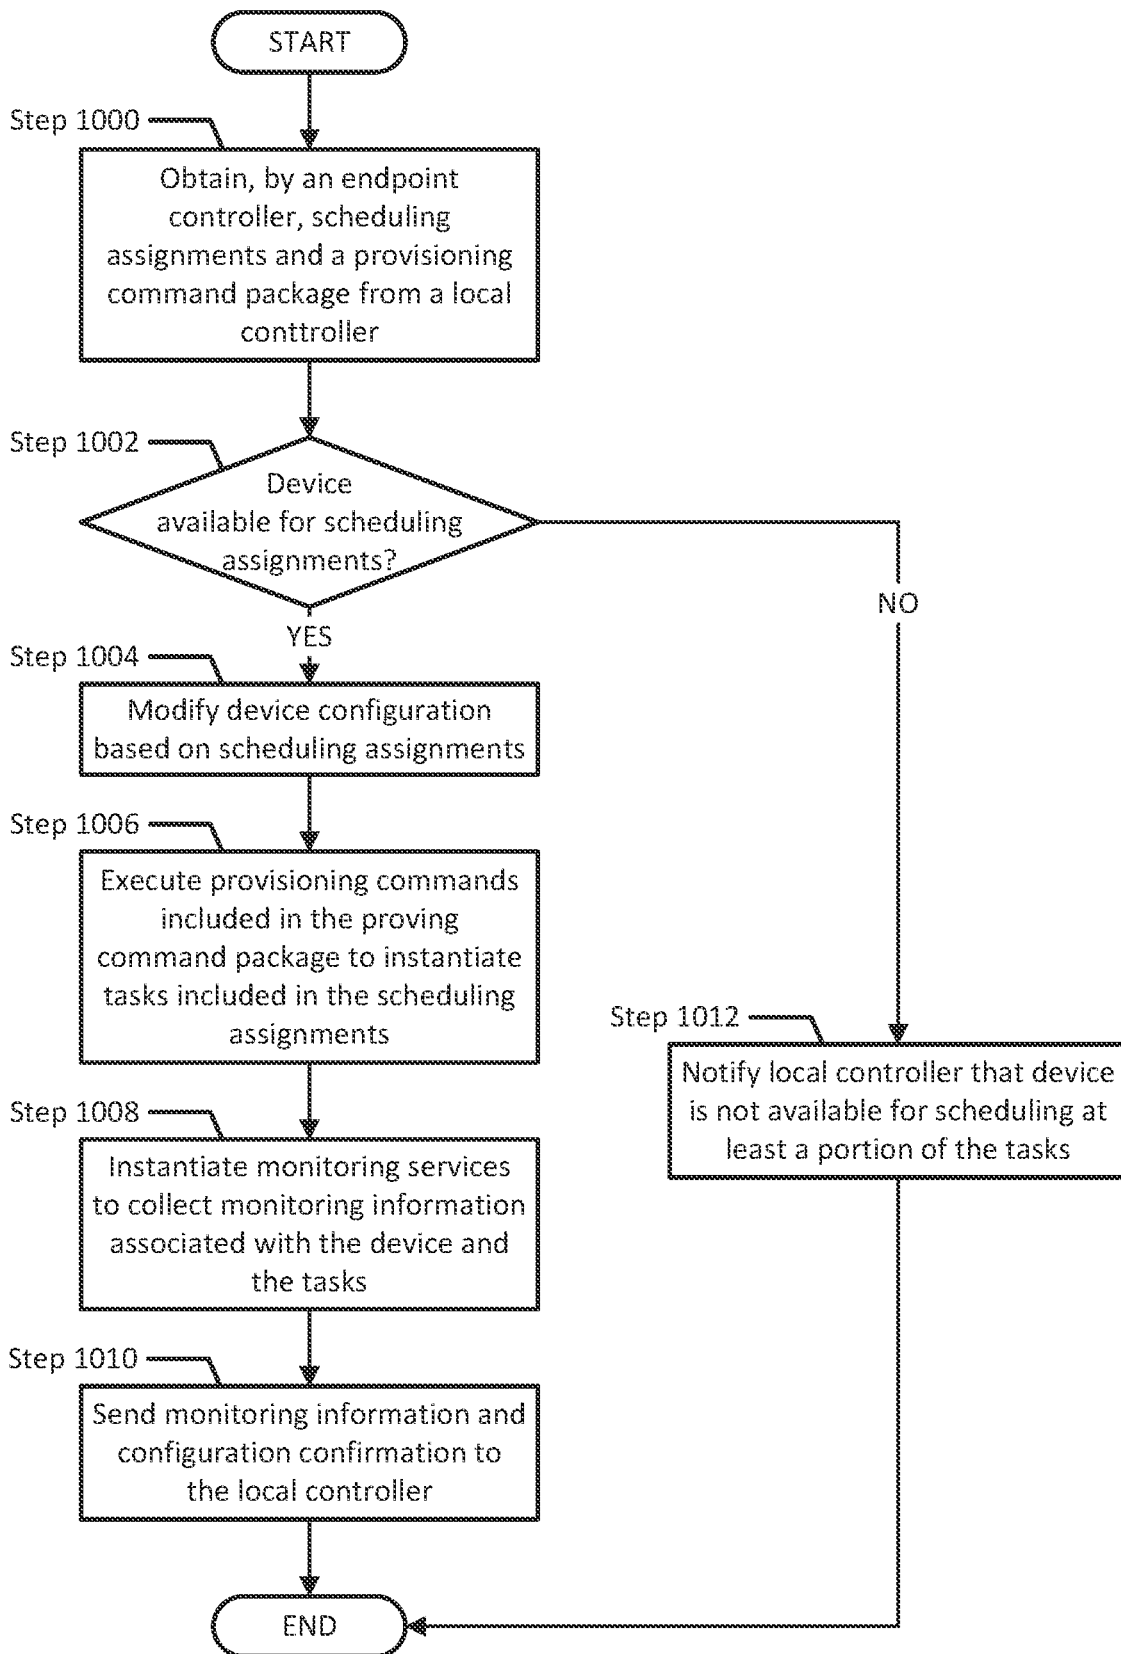 START
Step 1000
Obtain, by an endpoint
controller, scheduling
assignments and a provisioning
command package from a local
conttroller
Step 1002
Device
available for scheduling
assignments?
NO
YES
Step 1004
Modify device configuration
based on scheduling assignments
Step 1006
Execute provisioning commands
included in the proving
command package to instantiate
tasks included in the scheduling
assignments
Step 1012
Notify local controller that device
is not available for scheduling at
least a portion of the tasks
Step 1008
Instantiate monitoring services
to collect monitoring information
associated with the device and
the tasks
Step 1010
Send monitoring information and
configuration confirmation to
the local controller
END